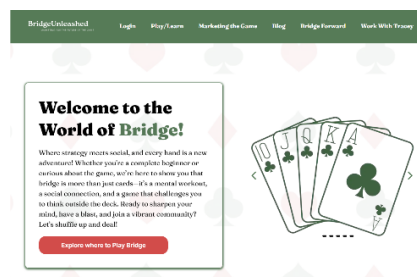 BridgeUnleashed
Login Play/Learn Marketing the Game Blog Bridge Forward Work With Tracey
Welcome to the
World of Bridge!
Where strategy meets social, and every hand is a new
adventure! Whether you're a complete beginner or
curious about the game, we're here to show you that
bridge is more than just cards—it's a mental workout,
a social connection, and a game that challenges you
to think outside the deck. Ready to sharpen your
mind, have a blast, and join a vibrant community?
Let's shuffle up and deal!
Explore where to Play Bridge
10 J Q K A
A